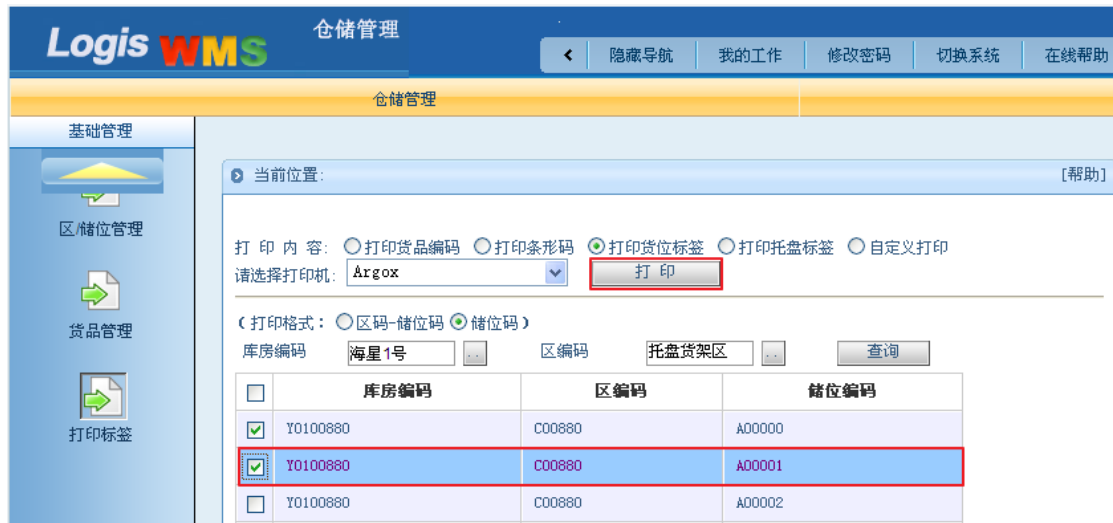 Logis WMS 仓储管理
隐藏导航 我的工作 修改密码 切换系统 在线帮助
仓储管理
基础管理
当前位置: [帮助]
区/储位管理
货品管理
打印标签
打 印 内 容: 打印货品编码 打印条形码 打印货位标签 打印托盘标签 自定义打印
请选择打印机: Argox 打 印
(打印格式: 区码-储位码 储位码)
库房编码 海星1号 .. 区编码 托盘货架区 .. 查询
库房编码 区编码 储位编码
Y0100880 C00880 A00000
Y0100880 C00880 A00001
Y0100880 C00880 A00002